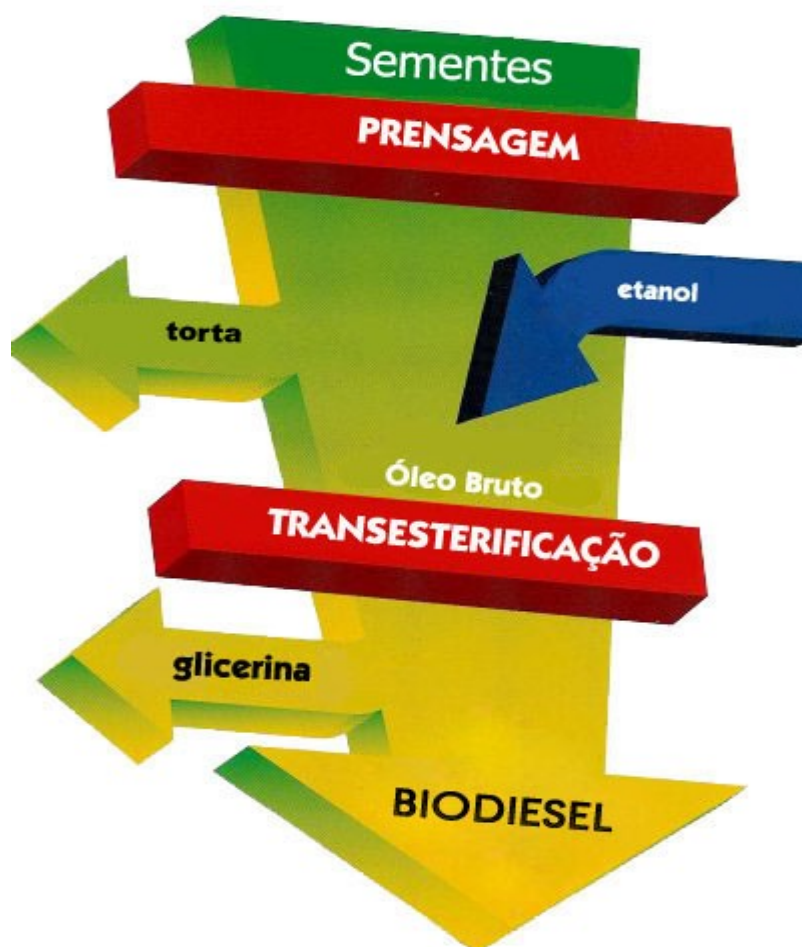 Sementes
PRENSAGEM
etanol
torta
Óleo Bruto
TRANSESTERIFICAÇÃO
glicerina
BIODIESEL